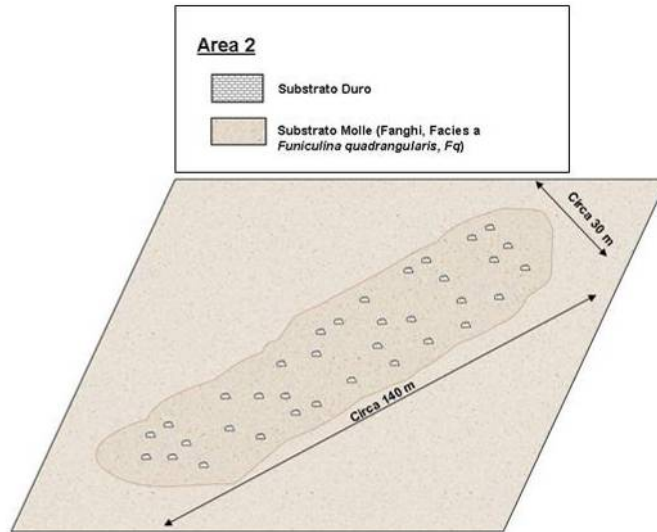 Area 2
Substrato Duro
Substrato Molle (Fanghi, Facies a
Funiculina quadrangularis, Fq)
Circa 30 m
Circa 140 m